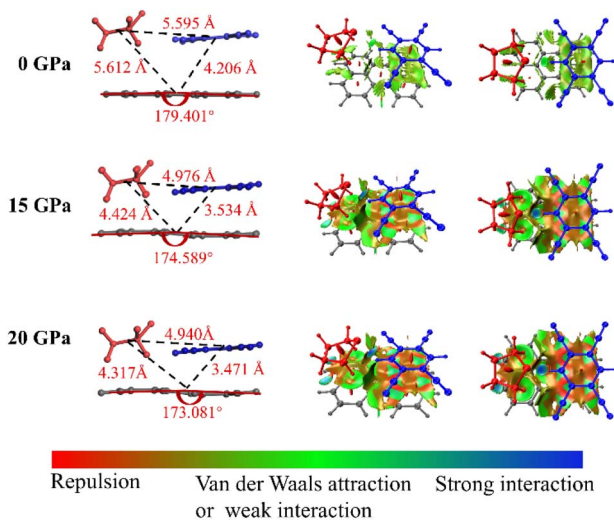 5.595 Å
0 GPa
5.612 Å
4.206 Å
179.401°
4.976 Å
15 GPa
4.424 Å
3.534 Å
174.589°
20 GPa
4.940Å
4.317Å
3.471 Å
173.081°
Repulsion
Van der Waals attraction
or weak interaction
Strong interaction